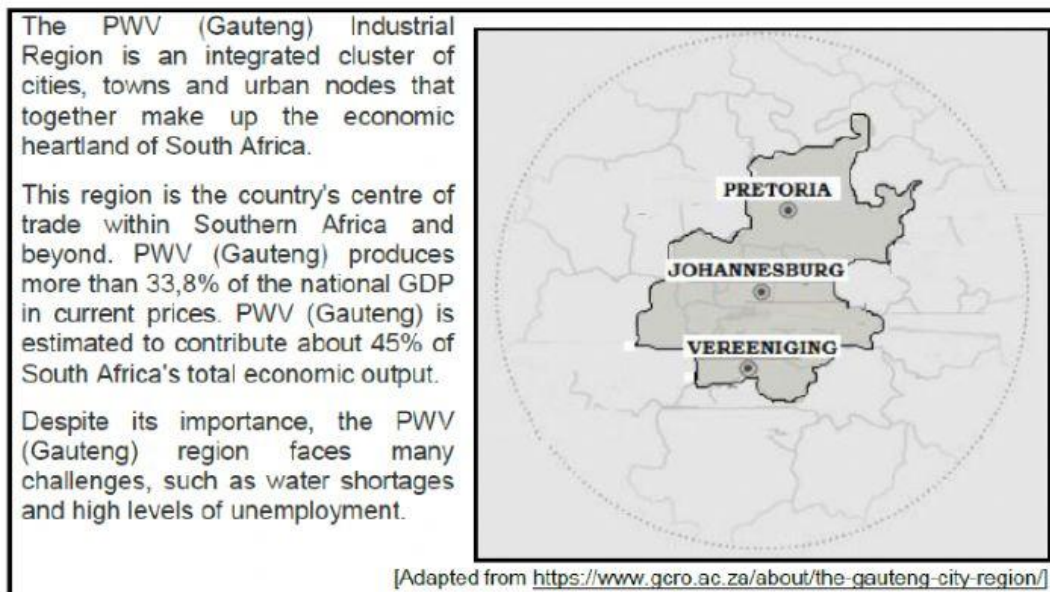 The PWV (Gauteng) Industrial
Region is an integrated cluster of
cities, towns and urban nodes that
together make up the economic
heartland of South Africa.
This region is the country's centre of
trade within Southern Africa and
beyond. PWV (Gauteng) produces
more than 33,8% of the national GDP
in current prices. PWV (Gauteng) is
estimated to contribute about 45% of
South Africa's total economic output.
Despite its importance, the PWV
(Gauteng) region faces many
challenges, such as water shortages
and high levels of unemployment.
PRETORIA
JOHANNESBURG
VEREENIGING
[Adapted from https://www.gcro.ac.za/about/the-gauteng-city-region/]